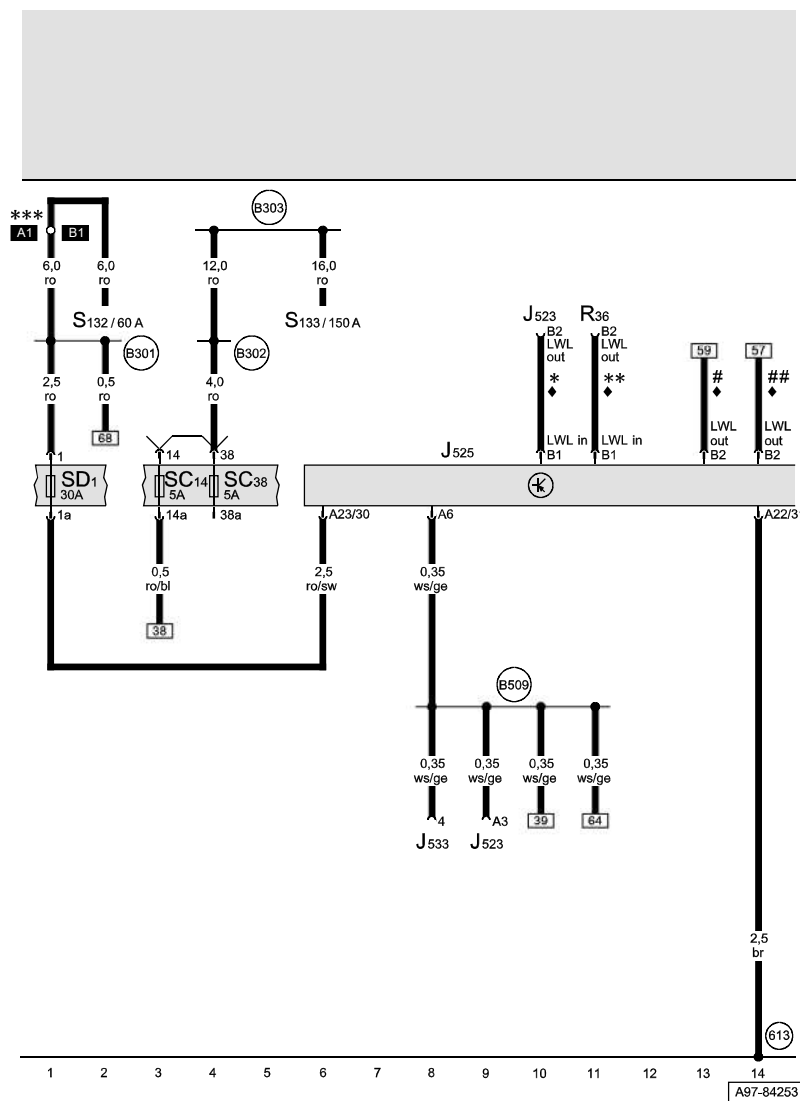 B303
***
A1 B1
6,0 6,0 12,0 16,0
ro ro ro ro
S132 / 60 A S133 / 150 A
B301 B302
J523 R36
B2 B2
LWL LWL
out out
59 57
* ** # ##
2,5 0,5 4,0
ro ro ro
68
LWL LWL
out out
LWL in LWL in
1 14 38 J525 B1 B1 B2 B2
SD1 SC14 SC38
30A 5A 5A
1a 14a 38a A23/30 A6 A22/3
0,5 2,5 0,35
ro/bl ro/sw ws/ge
38
B509
0,35 0,35 0,35 0,35
ws/ge ws/ge ws/ge ws/ge
4 A3 39 64
J533 J523
2,5
br
613
1 2 3 4 5 6 7 8 9 10 11 12 13 14
A97-84253